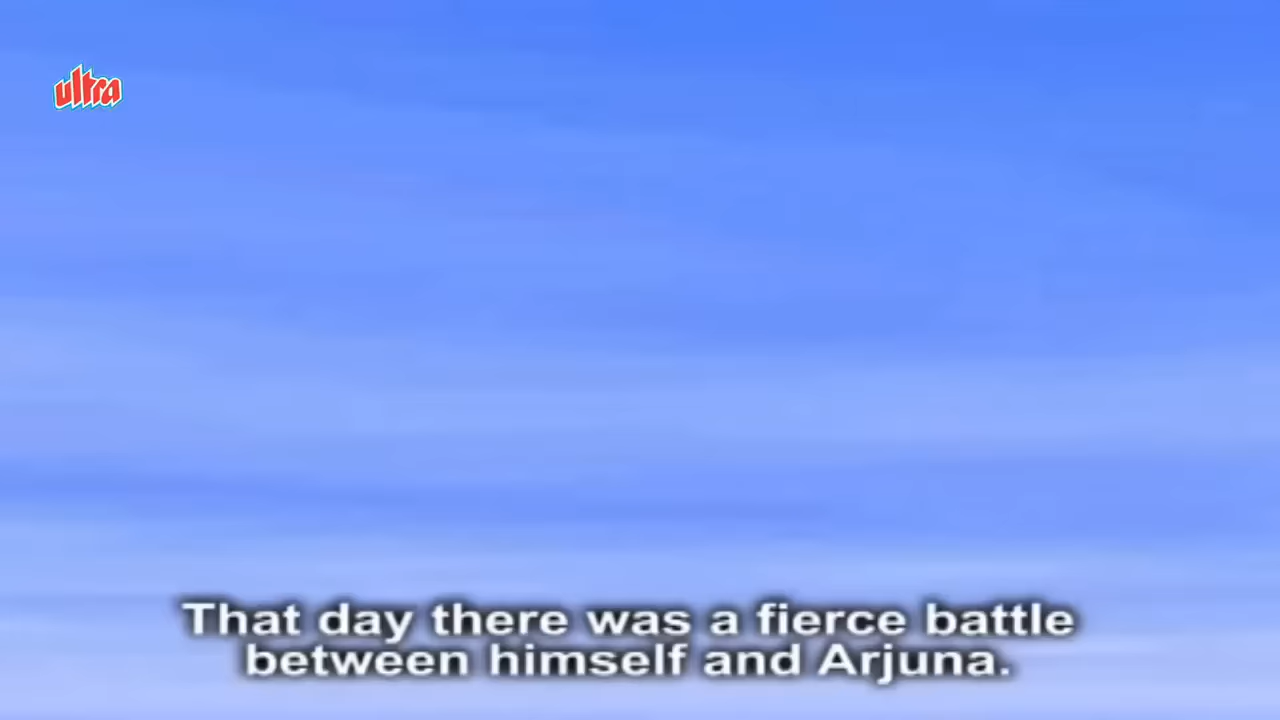 ultra
That day there was a fierce battle
between himself and Arjuna.